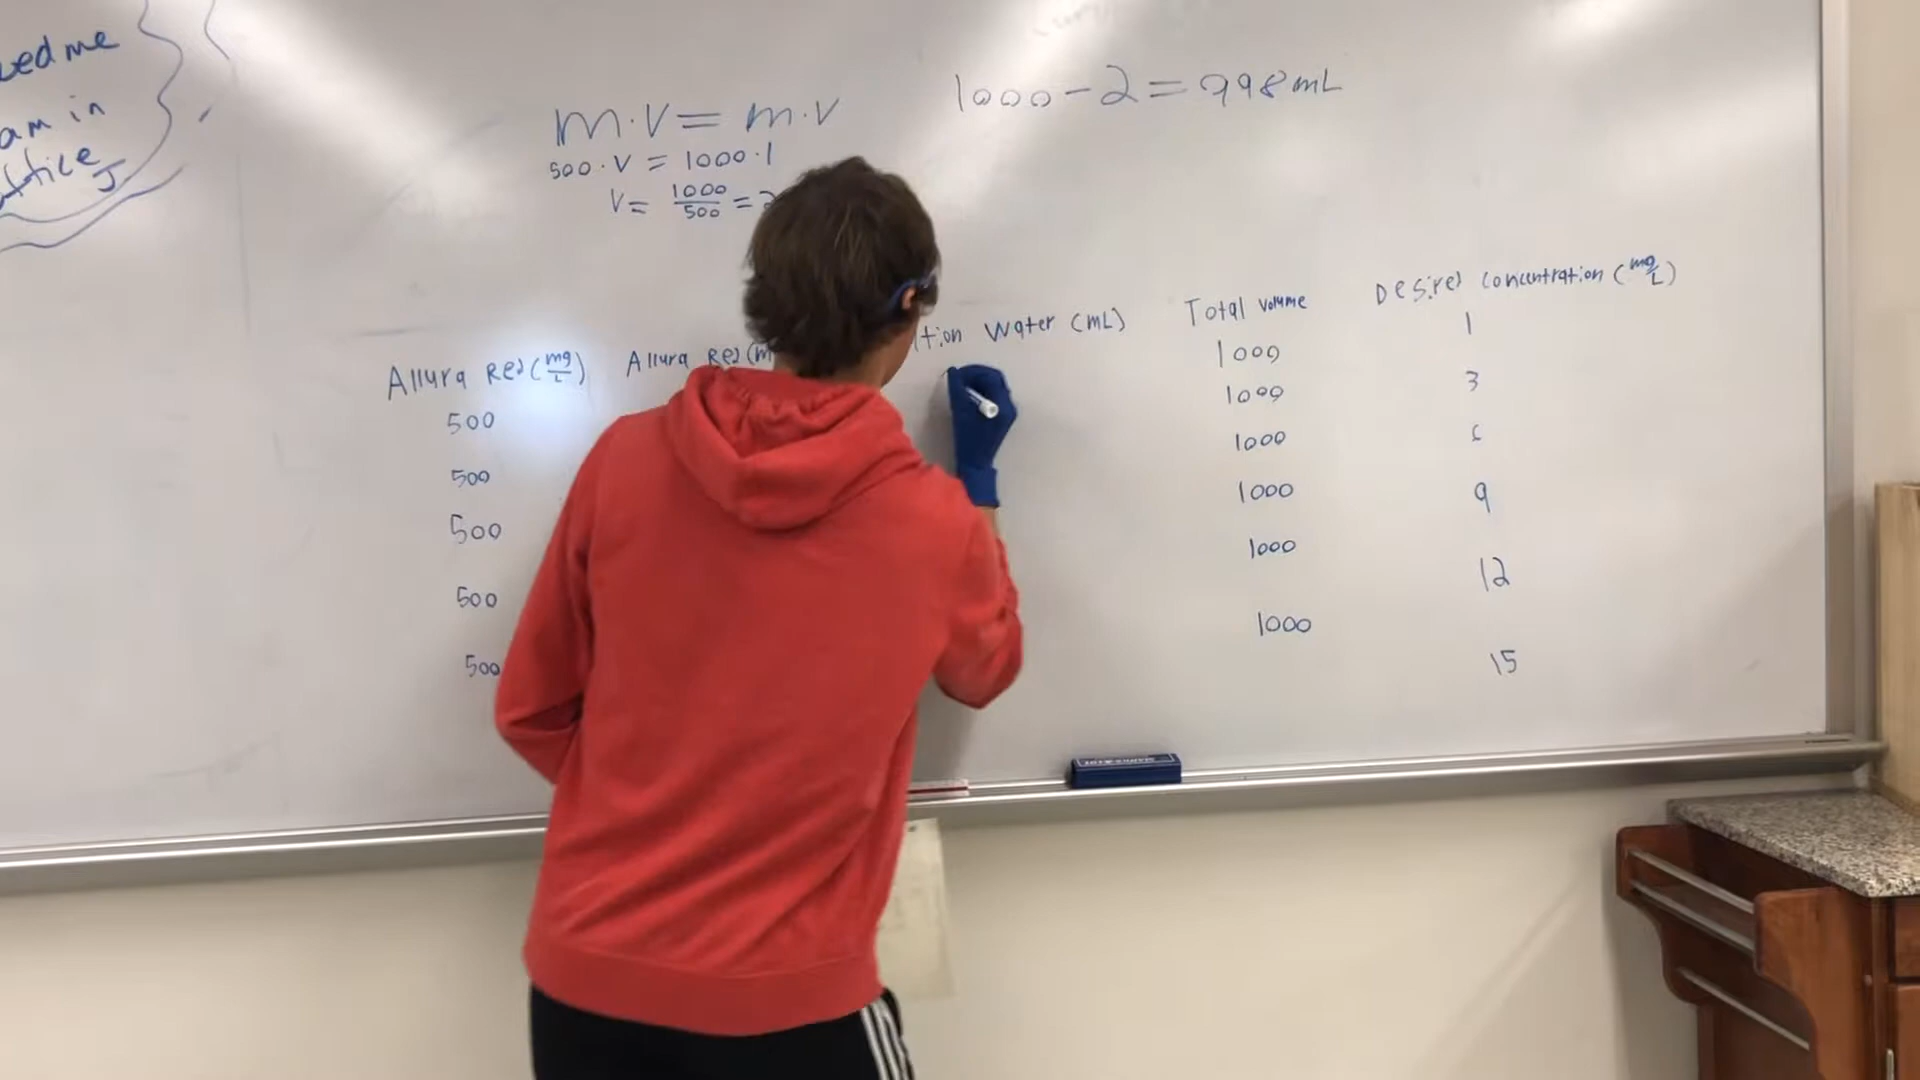 me
am in
1000 - 2 = 998 mL
m·V = m·V
500·V = 1000·1
V = 1000/500 =
Allura Red (mg/L)
Allura Red (m
tion Water (mL)
Total Volume
Desired Concentration (mg/L)
500
500
500
500
500
1000
1000
1000
1000
1000
1000
1
3
9
12
15